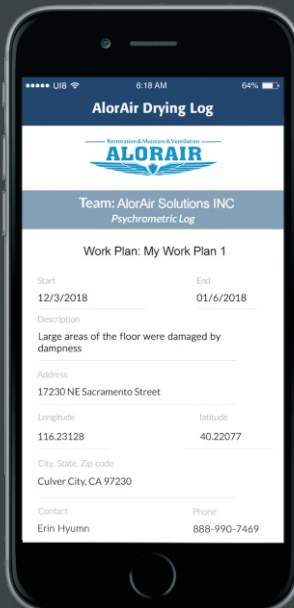 UI8 6:18 AM 64%
AlorAir Drying Log
Restoration & Moisture & Ventilation
ALORAIR
Team: AlorAir Solutions INC
Psychrometric Log
Work Plan: My Work Plan 1
Start End
12/3/2018 01/6/2018
Description
Large areas of the floor were damaged by
dampness
Address
17230 NE Sacramento Street
Longitude latitude
116.23128 40.22077
City, State, Zip code
Culver City, CA 97230
Contact Phone
Erin Hyumn 888-990-7469